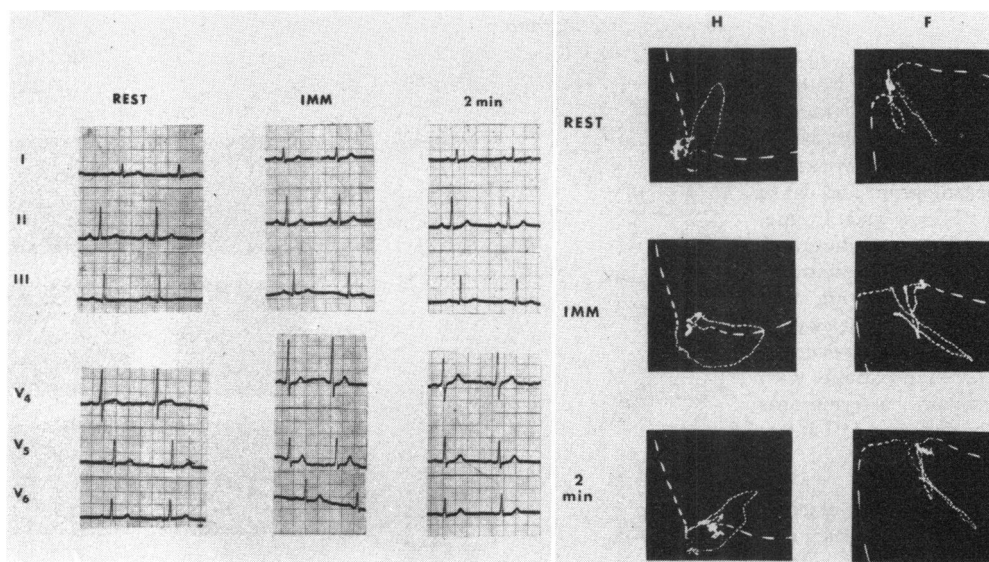 REST IMM 2 min
I
II
III
V4
V5
V6
H F
REST
IMM
2
min